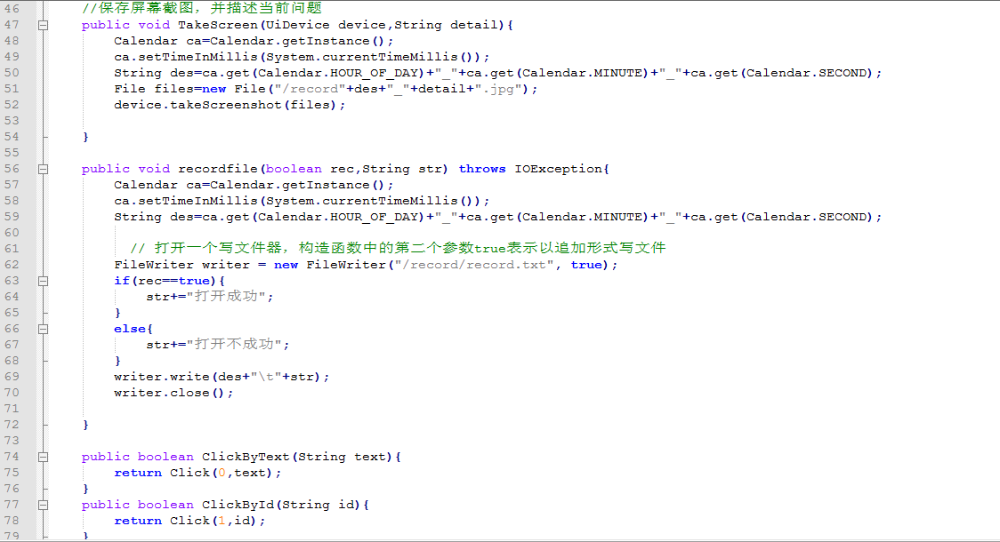 46 //保存屏幕截图，并描述当前问题
47 public void TakeScreen(UiDevice device,String detail){
48 Calendar ca=Calendar.getInstance();
49 ca.setTimeInMillis(System.currentTimeMillis());
50 String des=ca.get(Calendar.HOUR_OF_DAY)+"_"+ca.get(Calendar.MINUTE)+"_"+ca.get(Calendar.SECOND);
51 File files=new File("/record"+des+"_"+detail+".jpg");
52 device.takeScreenshot(files);
53
54 }
55
56 public void recordfile(boolean rec,String str) throws IOException{
57 Calendar ca=Calendar.getInstance();
58 ca.setTimeInMillis(System.currentTimeMillis());
59 String des=ca.get(Calendar.HOUR_OF_DAY)+"_"+ca.get(Calendar.MINUTE)+"_"+ca.get(Calendar.SECOND);
60
61 // 打开一个写文件器，构造函数中的第二个参数true表示以追加形式写文件
62 FileWriter writer = new FileWriter("/record/record.txt", true);
63 if(rec==true){
64 str+="打开成功";
65 }
66 else{
67 str+="打开不成功";
68 }
69 writer.write(des+"\t"+str);
70 writer.close();
71
72 }
73
74 public boolean ClickByText(String text){
75 return Click(0,text);
76 }
77 public boolean ClickById(String id){
78 return Click(1,id);
79 }